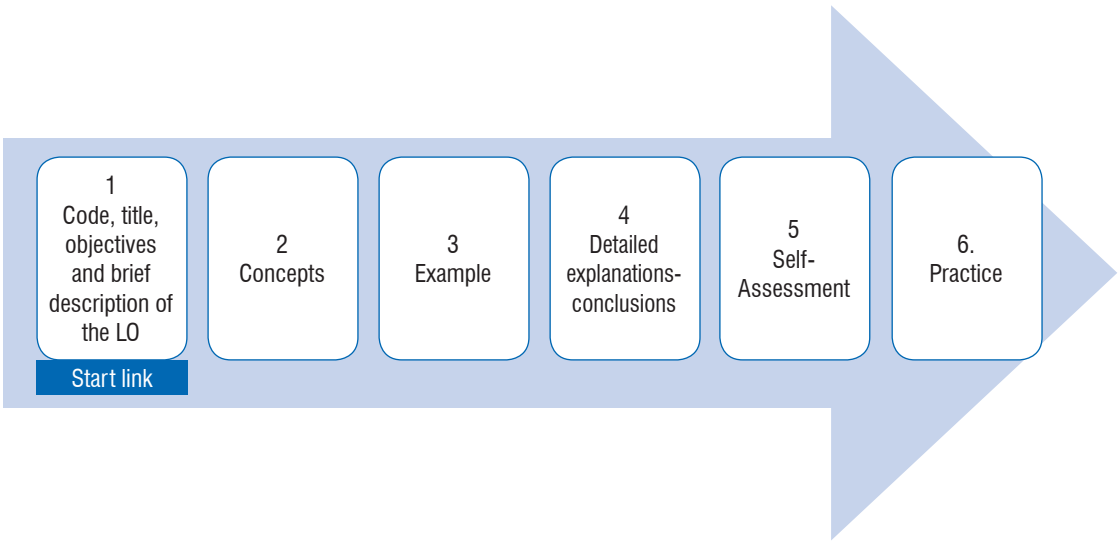 1
Code, title,
objectives
and brief
description of
the LO
Start link
2
Concepts
3
Example
4
Detailed
explanations-
conclusions
5
Self-
Assessment
6.
Practice